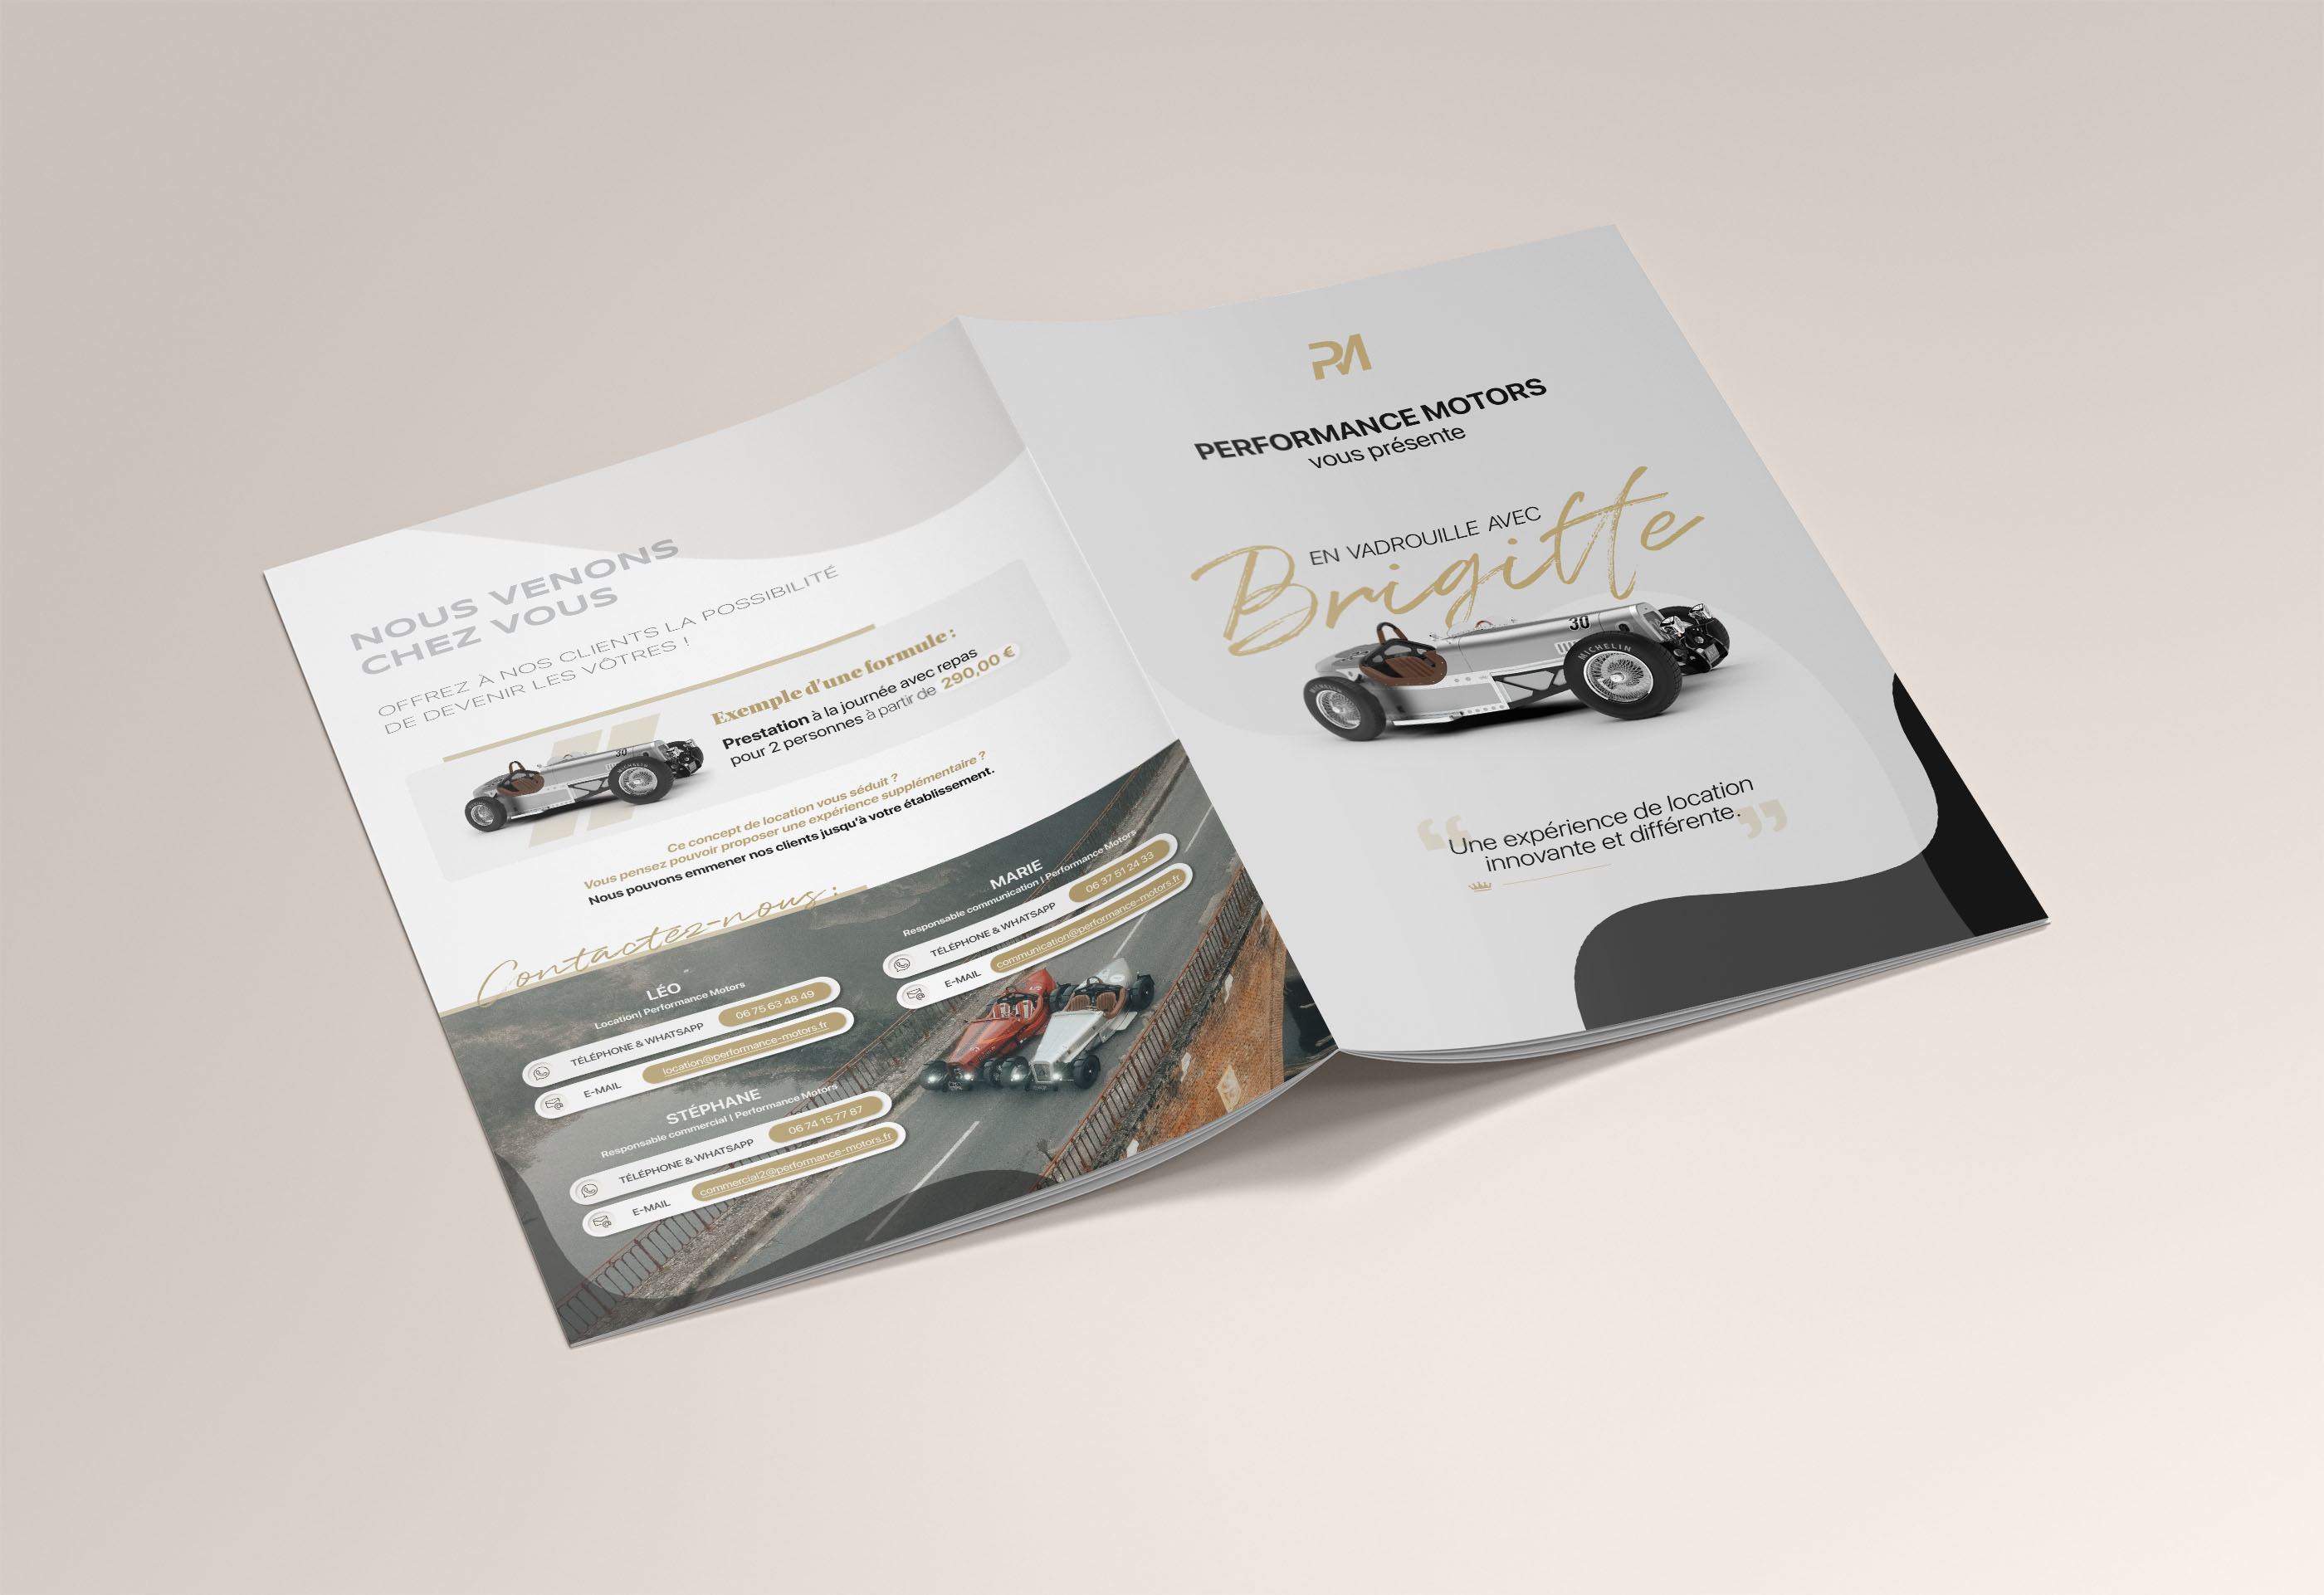 NOUS VENONS
CHEZ VOUS
OFFREZ À NOS CLIENTS LA POSSIBILITÉ
DE DEVENIR LES VÔTRES !
Exemple d'une formule :
Prestation à la journée avec repas
pour 2 personnes à partir de 290,00 €
30
MICHELIN
Ce concept de location vous séduit ?
Vous pensez pouvoir proposer une expérience supplémentaire ?
Nous pouvons emmener nos clients jusqu'à votre établissement.
Contactez-nous :
LÉO
Location| Performance Motors
TÉLÉPHONE & WHATSAPP 06 75 63 48 49
E-MAIL location@performance-motors.fr
STÉPHANE
Responsable commercial | Performance Motors
TÉLÉPHONE & WHATSAPP 06 74 15 77 87
E-MAIL commercial2@performance-motors.fr
MARIE
Responsable communication | Performance Motors
TÉLÉPHONE & WHATSAPP 06 37 51 24 33
E-MAIL communication@performance-motors.fr
PM
PERFORMANCE MOTORS
vous présente
EN VADROUILLE AVEC
Brigitte
30
MICHELIN
“Une expérience de location
innovante et différente.”